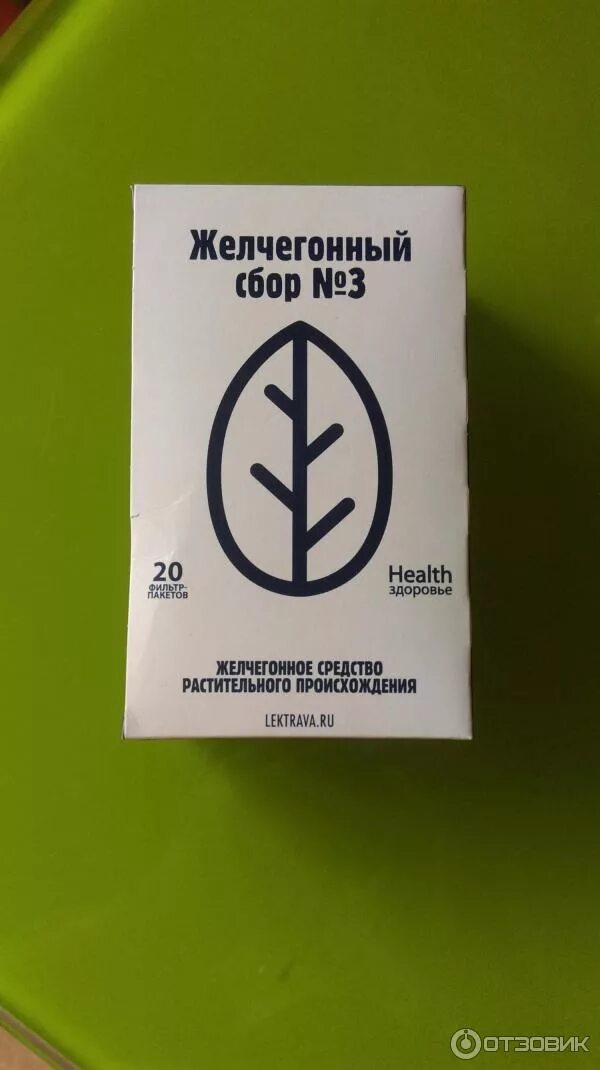 Желчегонный
сбор №3
20
ФИЛЬТР-
ПАКЕТОВ
Health
здоровье
ЖЕЛЧЕГОННОЕ СРЕДСТВО
РАСТИТЕЛЬНОГО ПРОИСХОЖДЕНИЯ
LEKTRAVA.RU
ОТЗОВИК